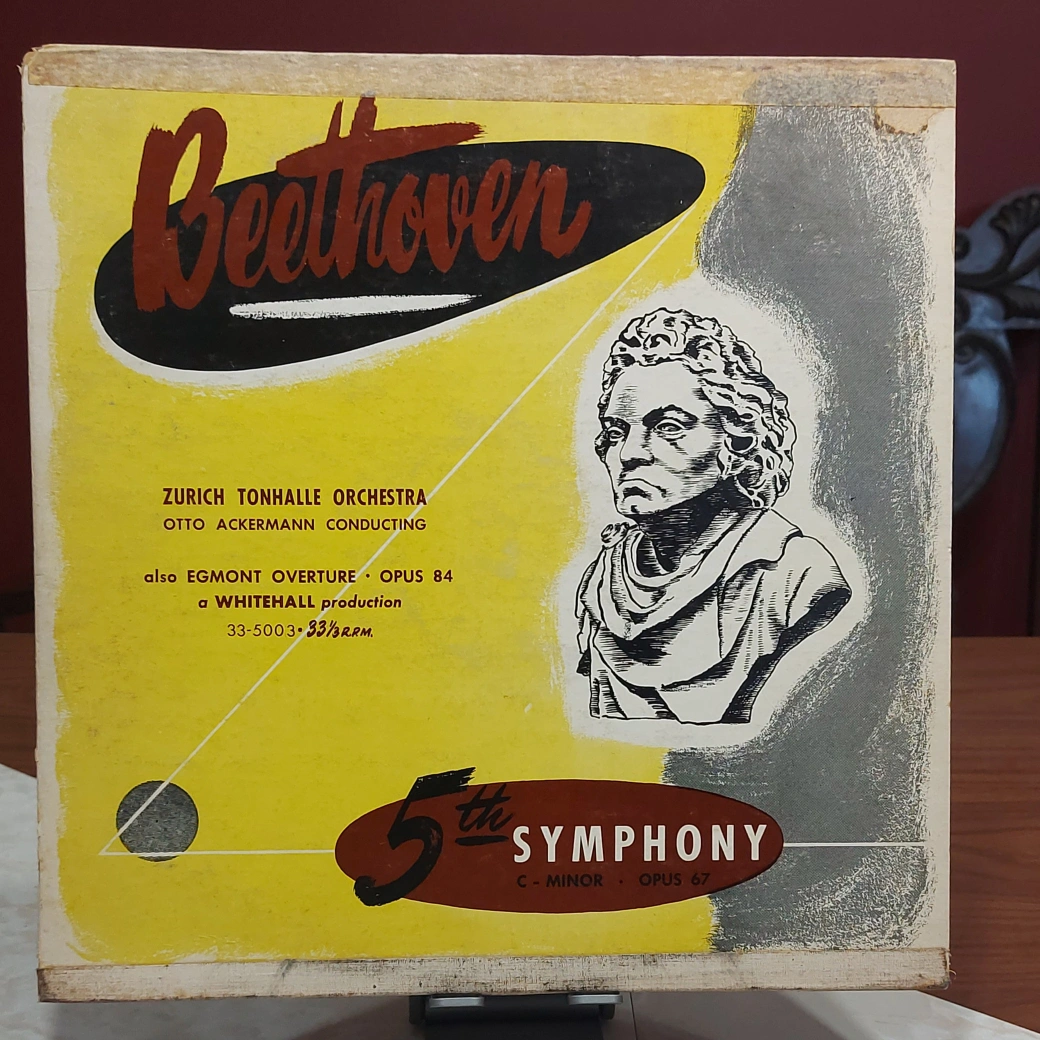 Beethoven
ZURICH TONHALLE ORCHESTRA
OTTO ACKERMANN CONDUCTING
also EGMONT OVERTURE · OPUS 84
a WHITEHALL production
33-5003 • 33⅓ R.P.M.
5th SYMPHONY
C - MINOR · OPUS 67